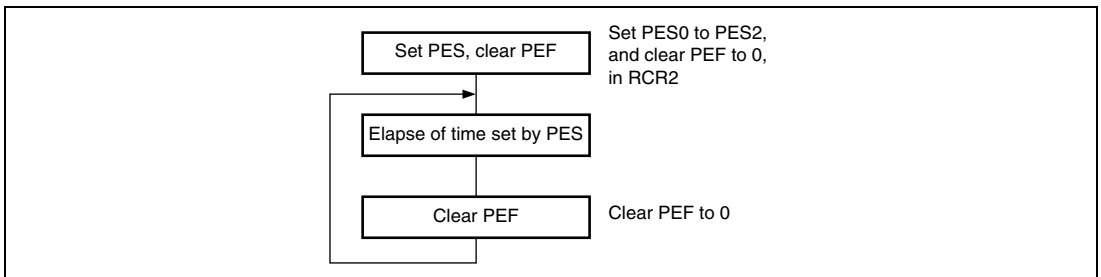 Set PES, clear PEF
Set PES0 to PES2,
and clear PEF to 0,
in RCR2
Elapse of time set by PES
Clear PEF
Clear PEF to 0